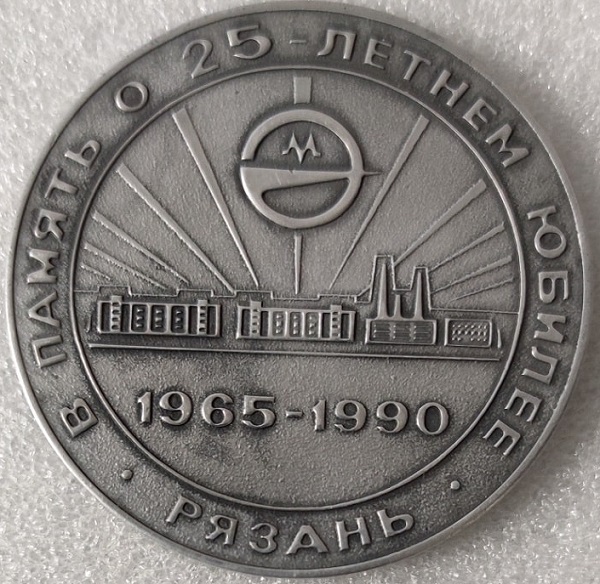 В ПАМЯТЬ О 25-ЛЕТНЕМ ЮБИЛЕЕ
М
1965-1990
• РЯЗАНЬ •